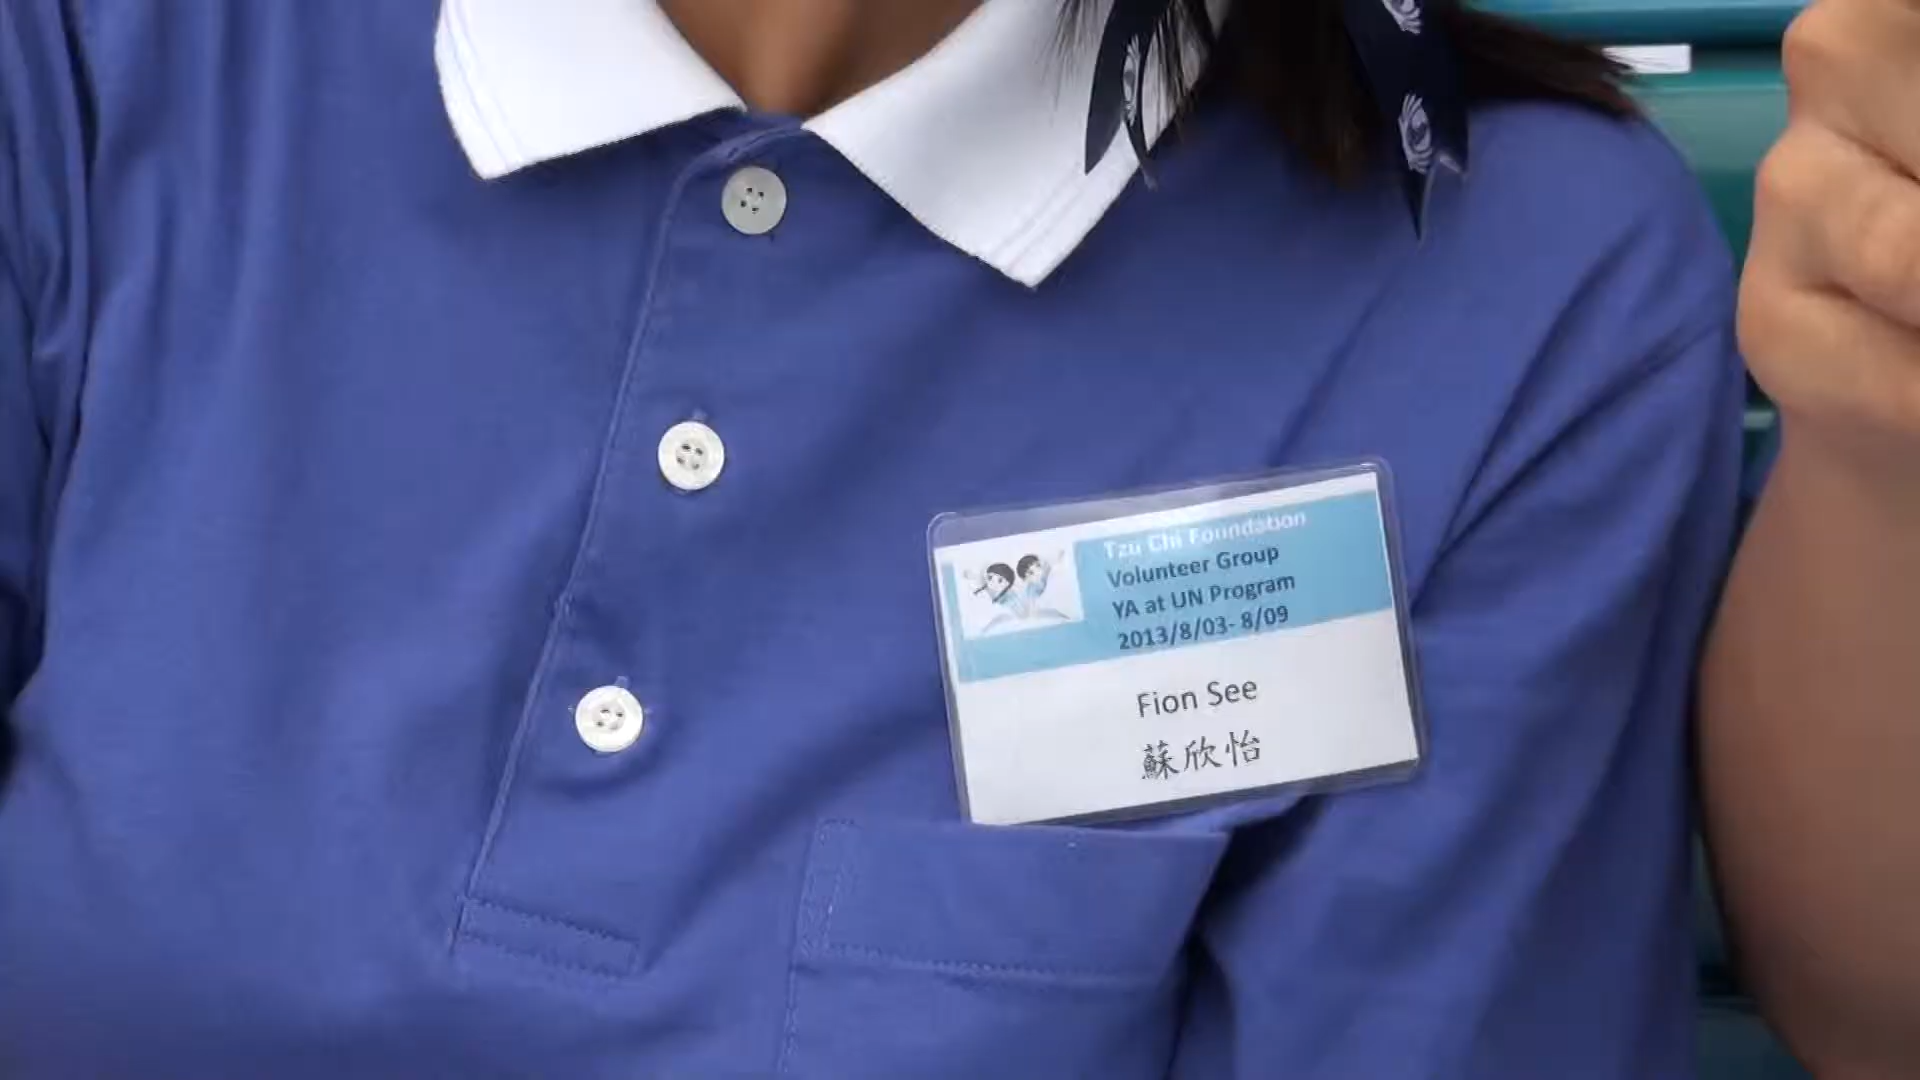 Tzu Chi Foundation
Volunteer Group
YA at UN Program
2013/8/03- 8/09
Fion See
蘇欣怡